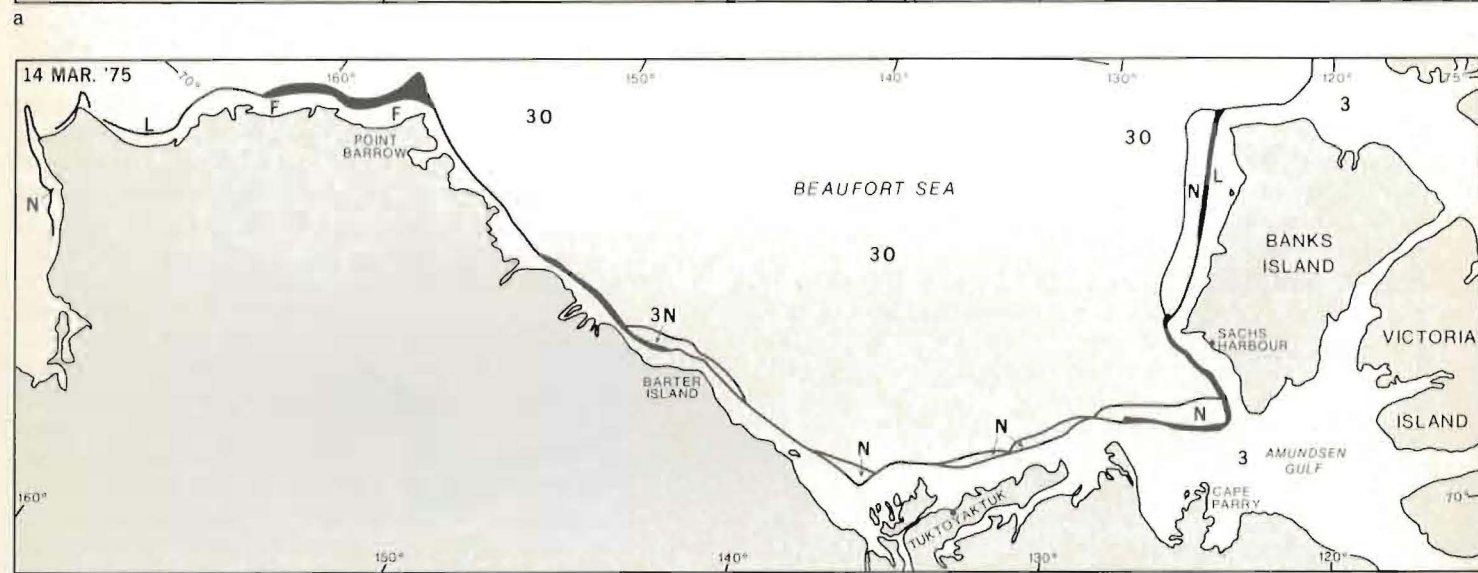 a
14 MAR. '75
70°
160°
150°
140°
130°
120°
75°
L
F
F
30
30
3
POINT
BARROW
N
BEAUFORT SEA
N
L
30
BANKS
ISLAND
3N
SACHS
HARBOUR
VICTORIA
BARTER
ISLAND
N
N
N
ISLAND
3
AMUNDSEN
GULF
160°
CAPE
PARRY
70°
TUKTOYAKTUK
150°
140°
130°
120°